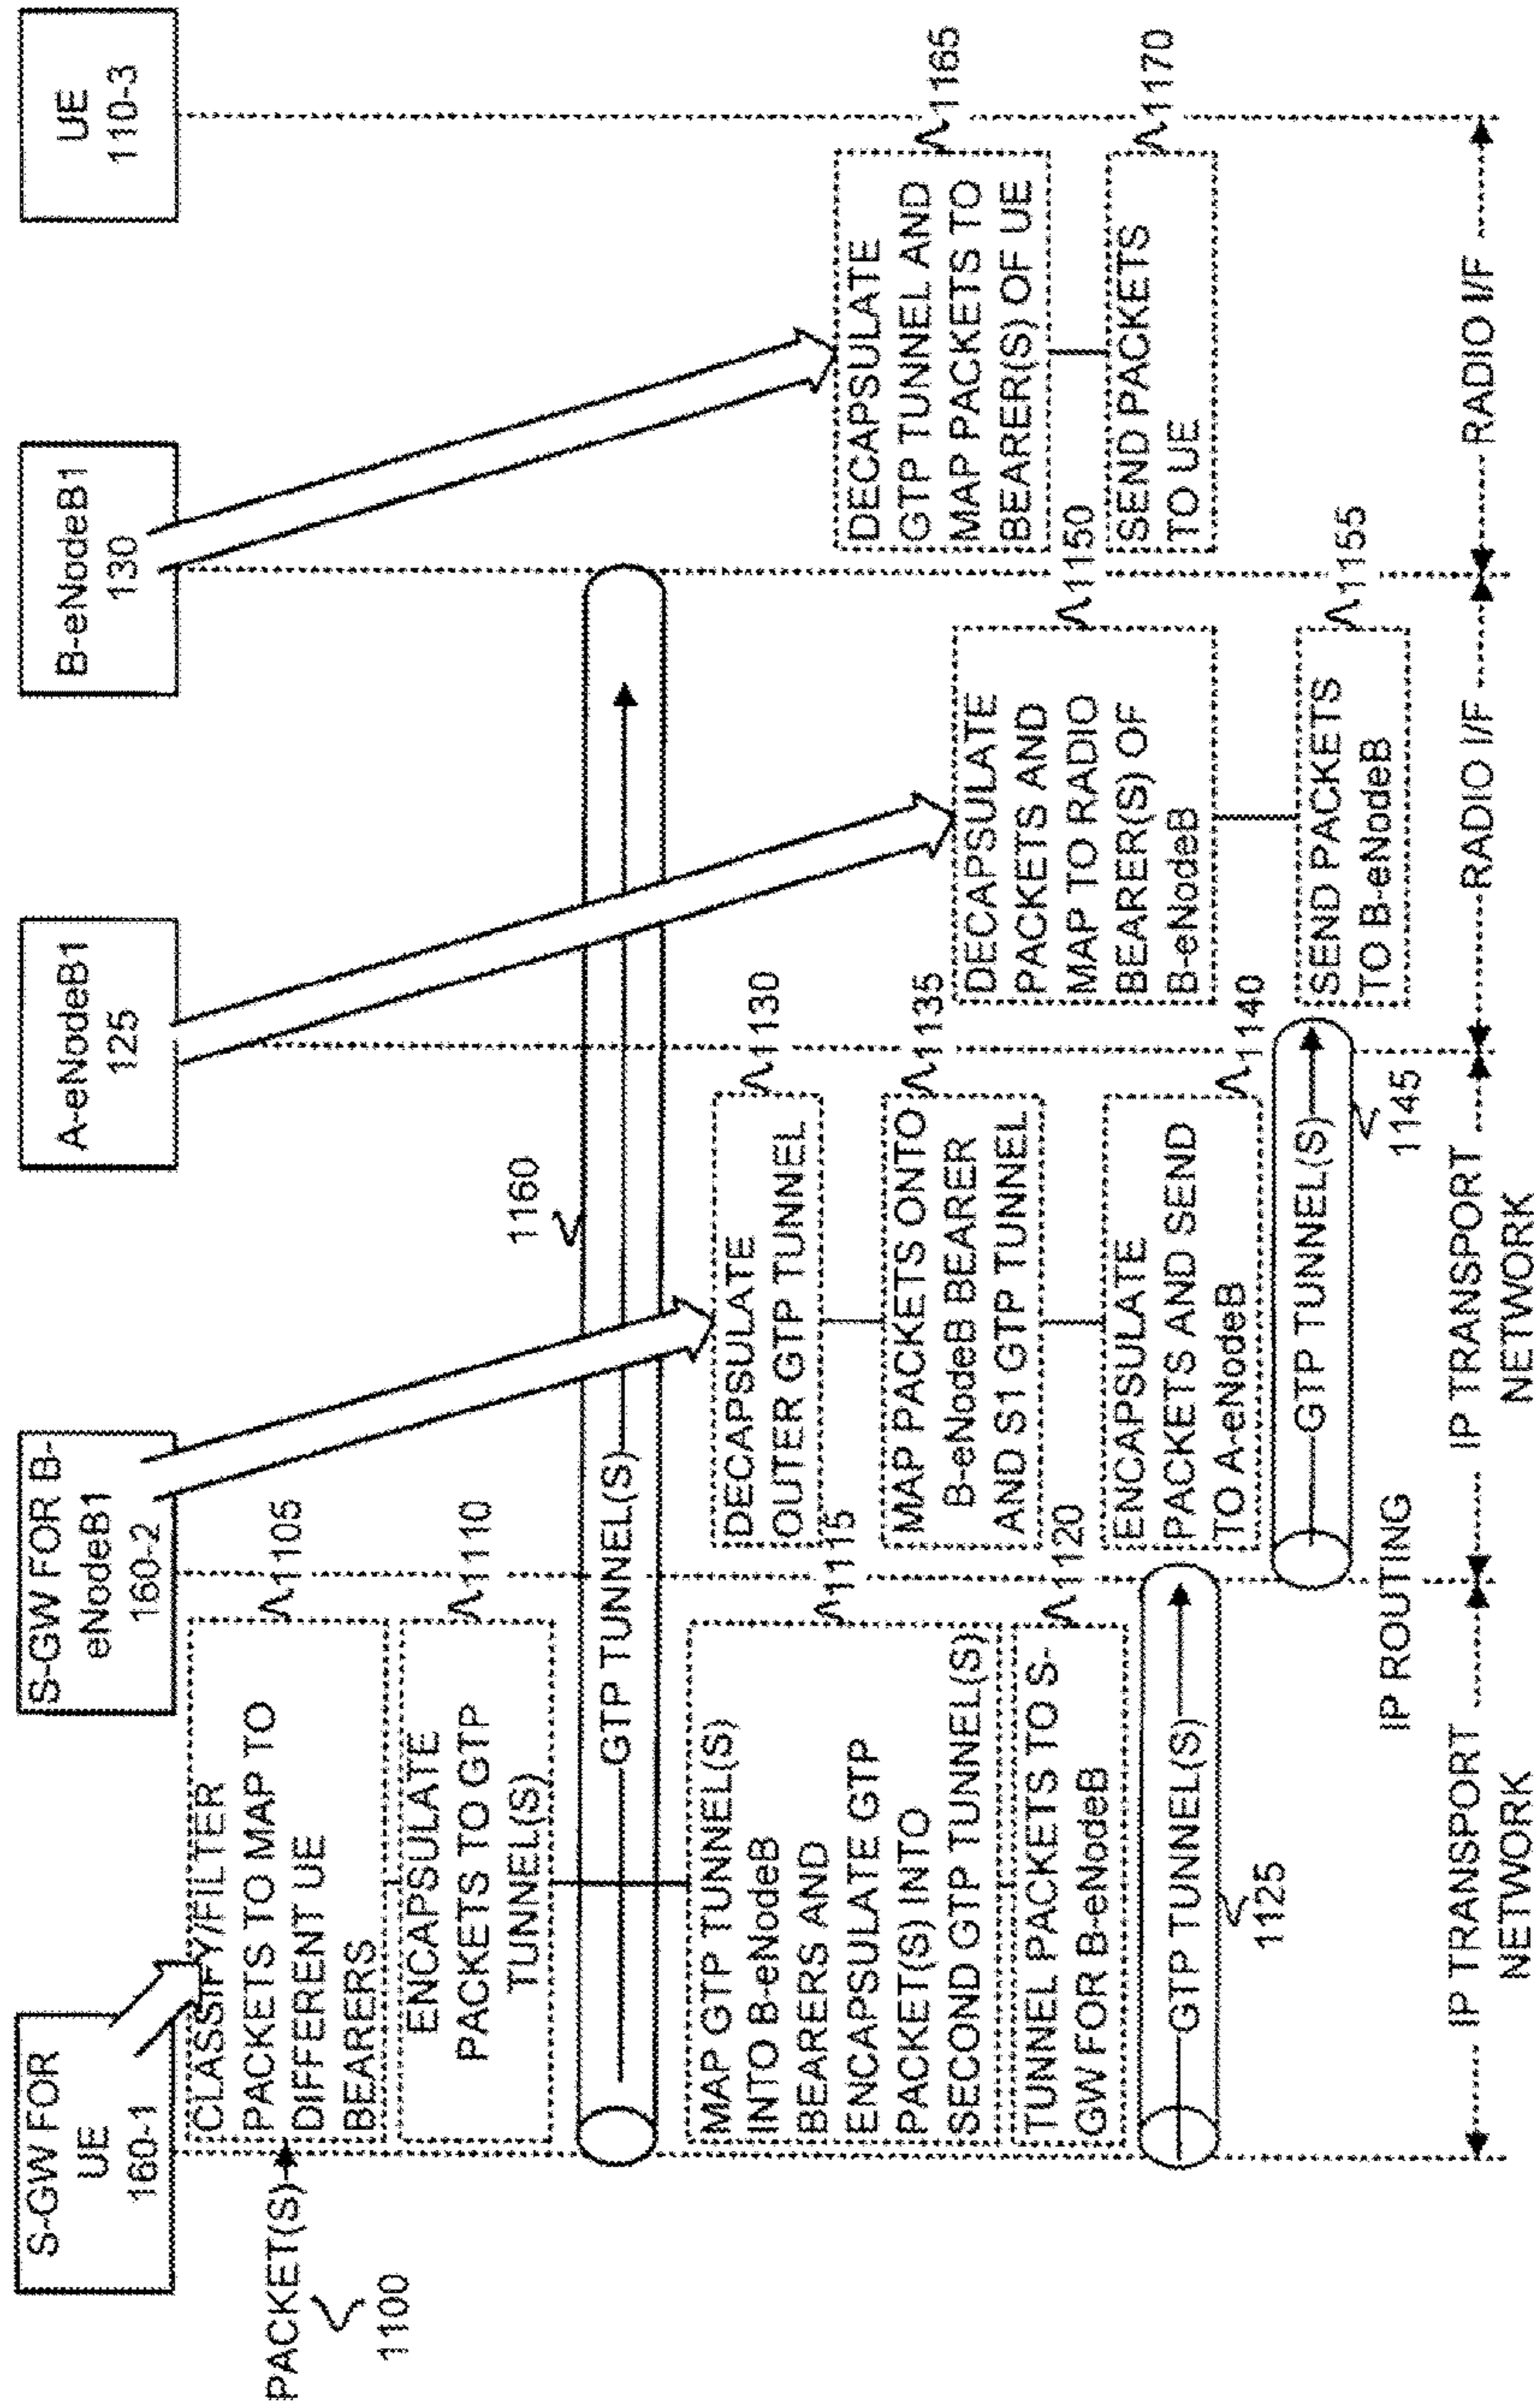 S-GW FOR
UE
160-1
S-GW FOR B-
eNodeB1
160-2
A-eNodeB1
125
B-eNodeB1
130
UE
110-3
PACKET(S)
1100
CLASSIFY/FILTER
PACKETS TO MAP TO
DIFFERENT UE
BEARERS
1105
ENCAPSULATE
PACKETS TO GTP
TUNNEL(S)
1110
GTP TUNNEL(S)
1160
MAP GTP TUNNEL(S)
INTO B-eNodeB
BEARERS AND
ENCAPSULATE GTP
PACKET(S) INTO
SECOND GTP TUNNEL(S)
1115
TUNNEL PACKETS TO S-
GW FOR B-eNodeB
1120
GTP TUNNEL(S)
1125
DECAPSULATE
OUTER GTP TUNNEL
1130
MAP PACKETS ONTO
B-eNodeB BEARER
AND S1 GTP TUNNEL
1135
ENCAPSULATE
PACKETS AND SEND
TO A-eNodeB
1140
GTP TUNNEL(S)
1145
DECAPSULATE
PACKETS AND
MAP TO RADIO
BEARER(S) OF
B-eNodeB
1150
SEND PACKETS
TO B-eNodeB
1155
DECAPSULATE
GTP TUNNEL AND
MAP PACKETS TO
BEARER(S) OF UE
1165
SEND PACKETS
TO UE
1170
IP ROUTING
IP TRANSPORT
NETWORK
IP TRANSPORT
NETWORK
RADIO I/F
RADIO I/F